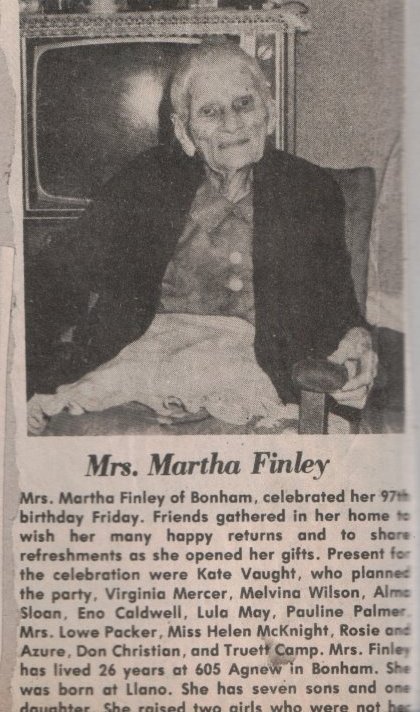 Mrs. Martha Finley
Mrs. Martha Finley of Bonham, celebrated her 97th
birthday Friday. Friends gathered in her home to
wish her many happy returns and to share
refreshments as she opened her gifts. Present for
the celebration were Kate Vaught, who planned
the party, Virginia Mercer, Melvina Wilson, Alma
Sloan, Eno Caldwell, Lula May, Pauline Palmer,
Mrs. Lowe Packer, Miss Helen McKnight, Rosie and
Azure, Don Christian, and Truett Camp. Mrs. Finley
has lived 26 years at 605 Agnew in Bonham. She
was born at Llano. She has seven sons and one
daughter. She raised two girls who were not her